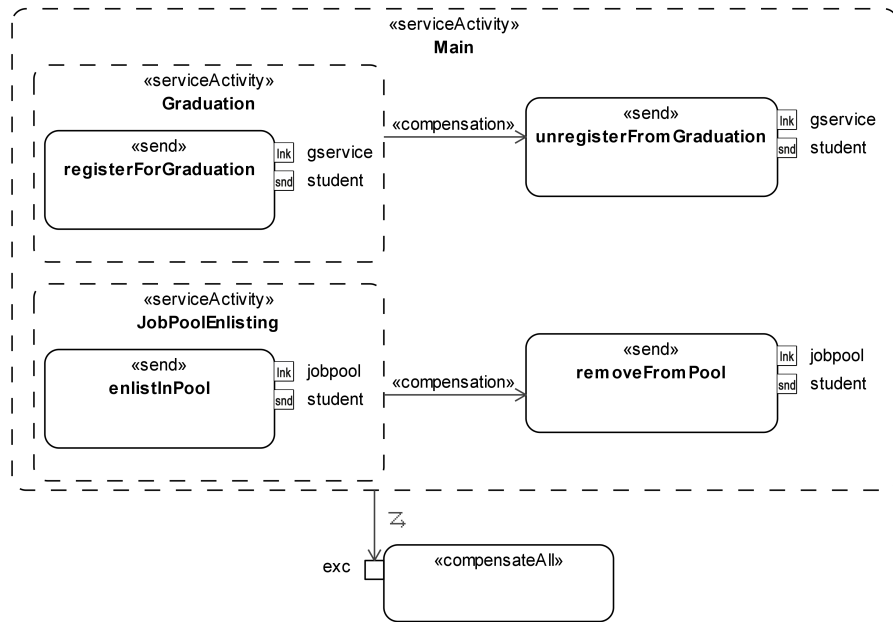 «serviceActivity»
Main
«serviceActivity»
Graduation
«send»
registerForGraduation
lnk gservice
snd student
«compensation»
«send»
unregisterFromGraduation
lnk gservice
snd student
«serviceActivity»
JobPoolEnlisting
«send»
enlistInPool
lnk jobpool
snd student
«compensation»
«send»
removeFromPool
lnk jobpool
snd student
exc
«compensateAll»